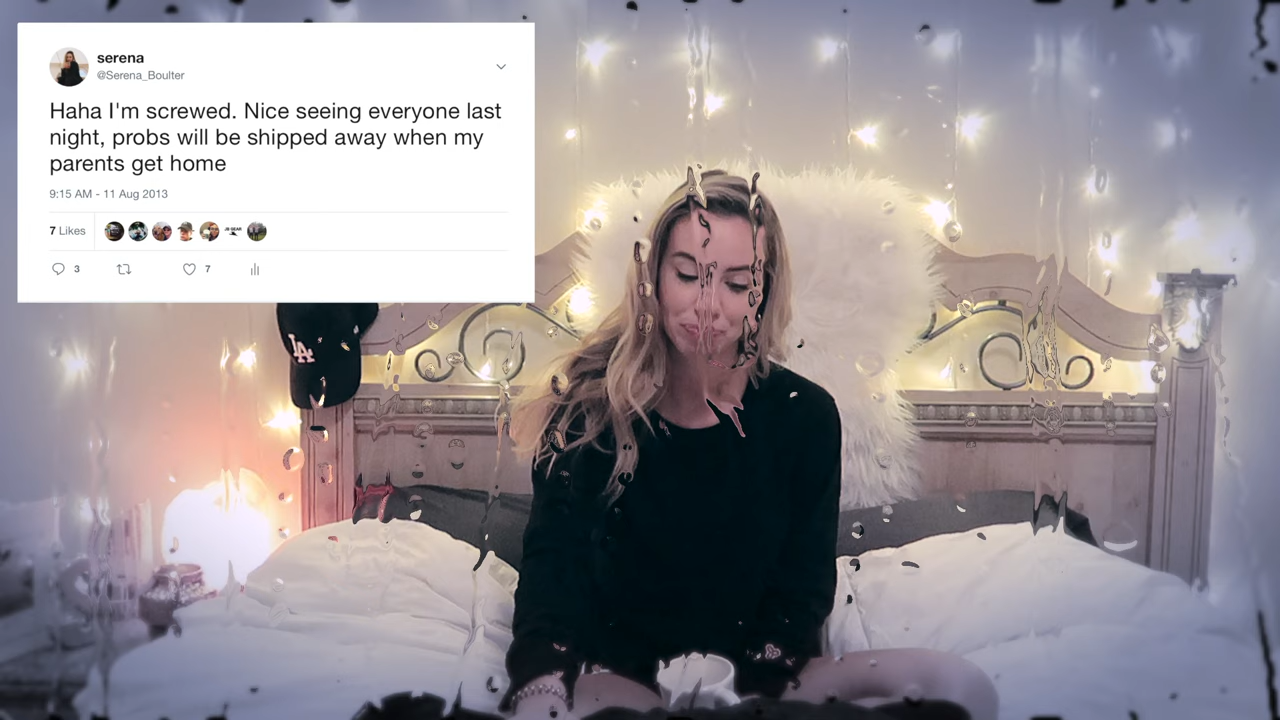 serena
@Serena_Boulter
Haha I'm screwed. Nice seeing everyone last
night, probs will be shipped away when my
parents get home
9:15 AM - 11 Aug 2013
7 Likes
3
7
LA